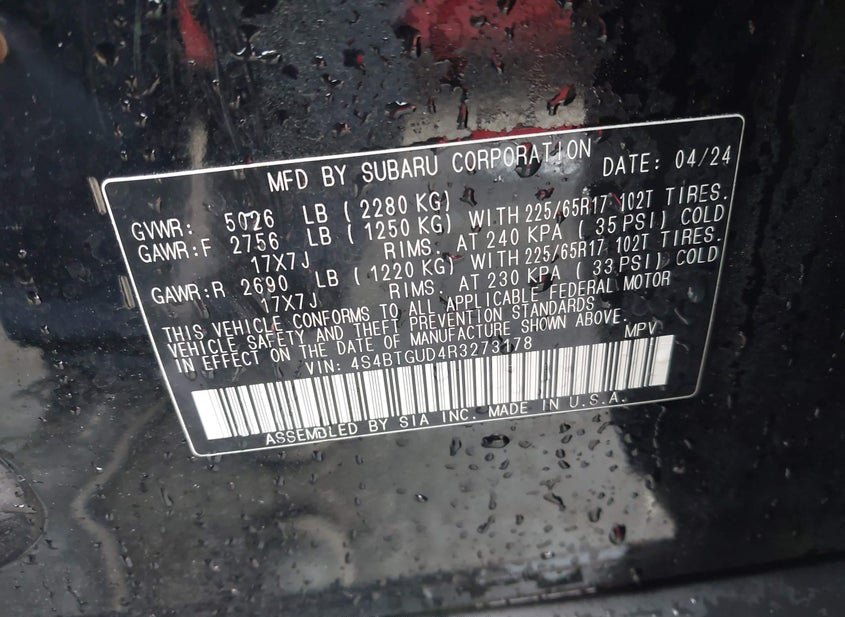 MFD BY SUBARU CORPORATION DATE: 04/24
GVWR: 5026 LB (2280 KG)
GAWR:F 2756 LB (1250 KG) WITH 225/65R17 102T TIRES.
17X7J RIMS. AT 240 KPA ( 35 PSI) COLD
GAWR:R 2690 LB (1220 KG) WITH 225/65R17 102T TIRES.
17X7J RIMS. AT 230 KPA ( 33 PSI) COLD
THIS VEHICLE CONFORMS TO ALL APPLICABLE FEDERAL MOTOR
VEHICLE SAFETY AND THEFT PREVENTION STANDARDS
IN EFFECT ON THE DATE OF MANUFACTURE SHOWN ABOVE.
VIN: 4S4BTGUD4R3273178 MPV
ASSEMBLED BY SIA INC. MADE IN U.S.A.